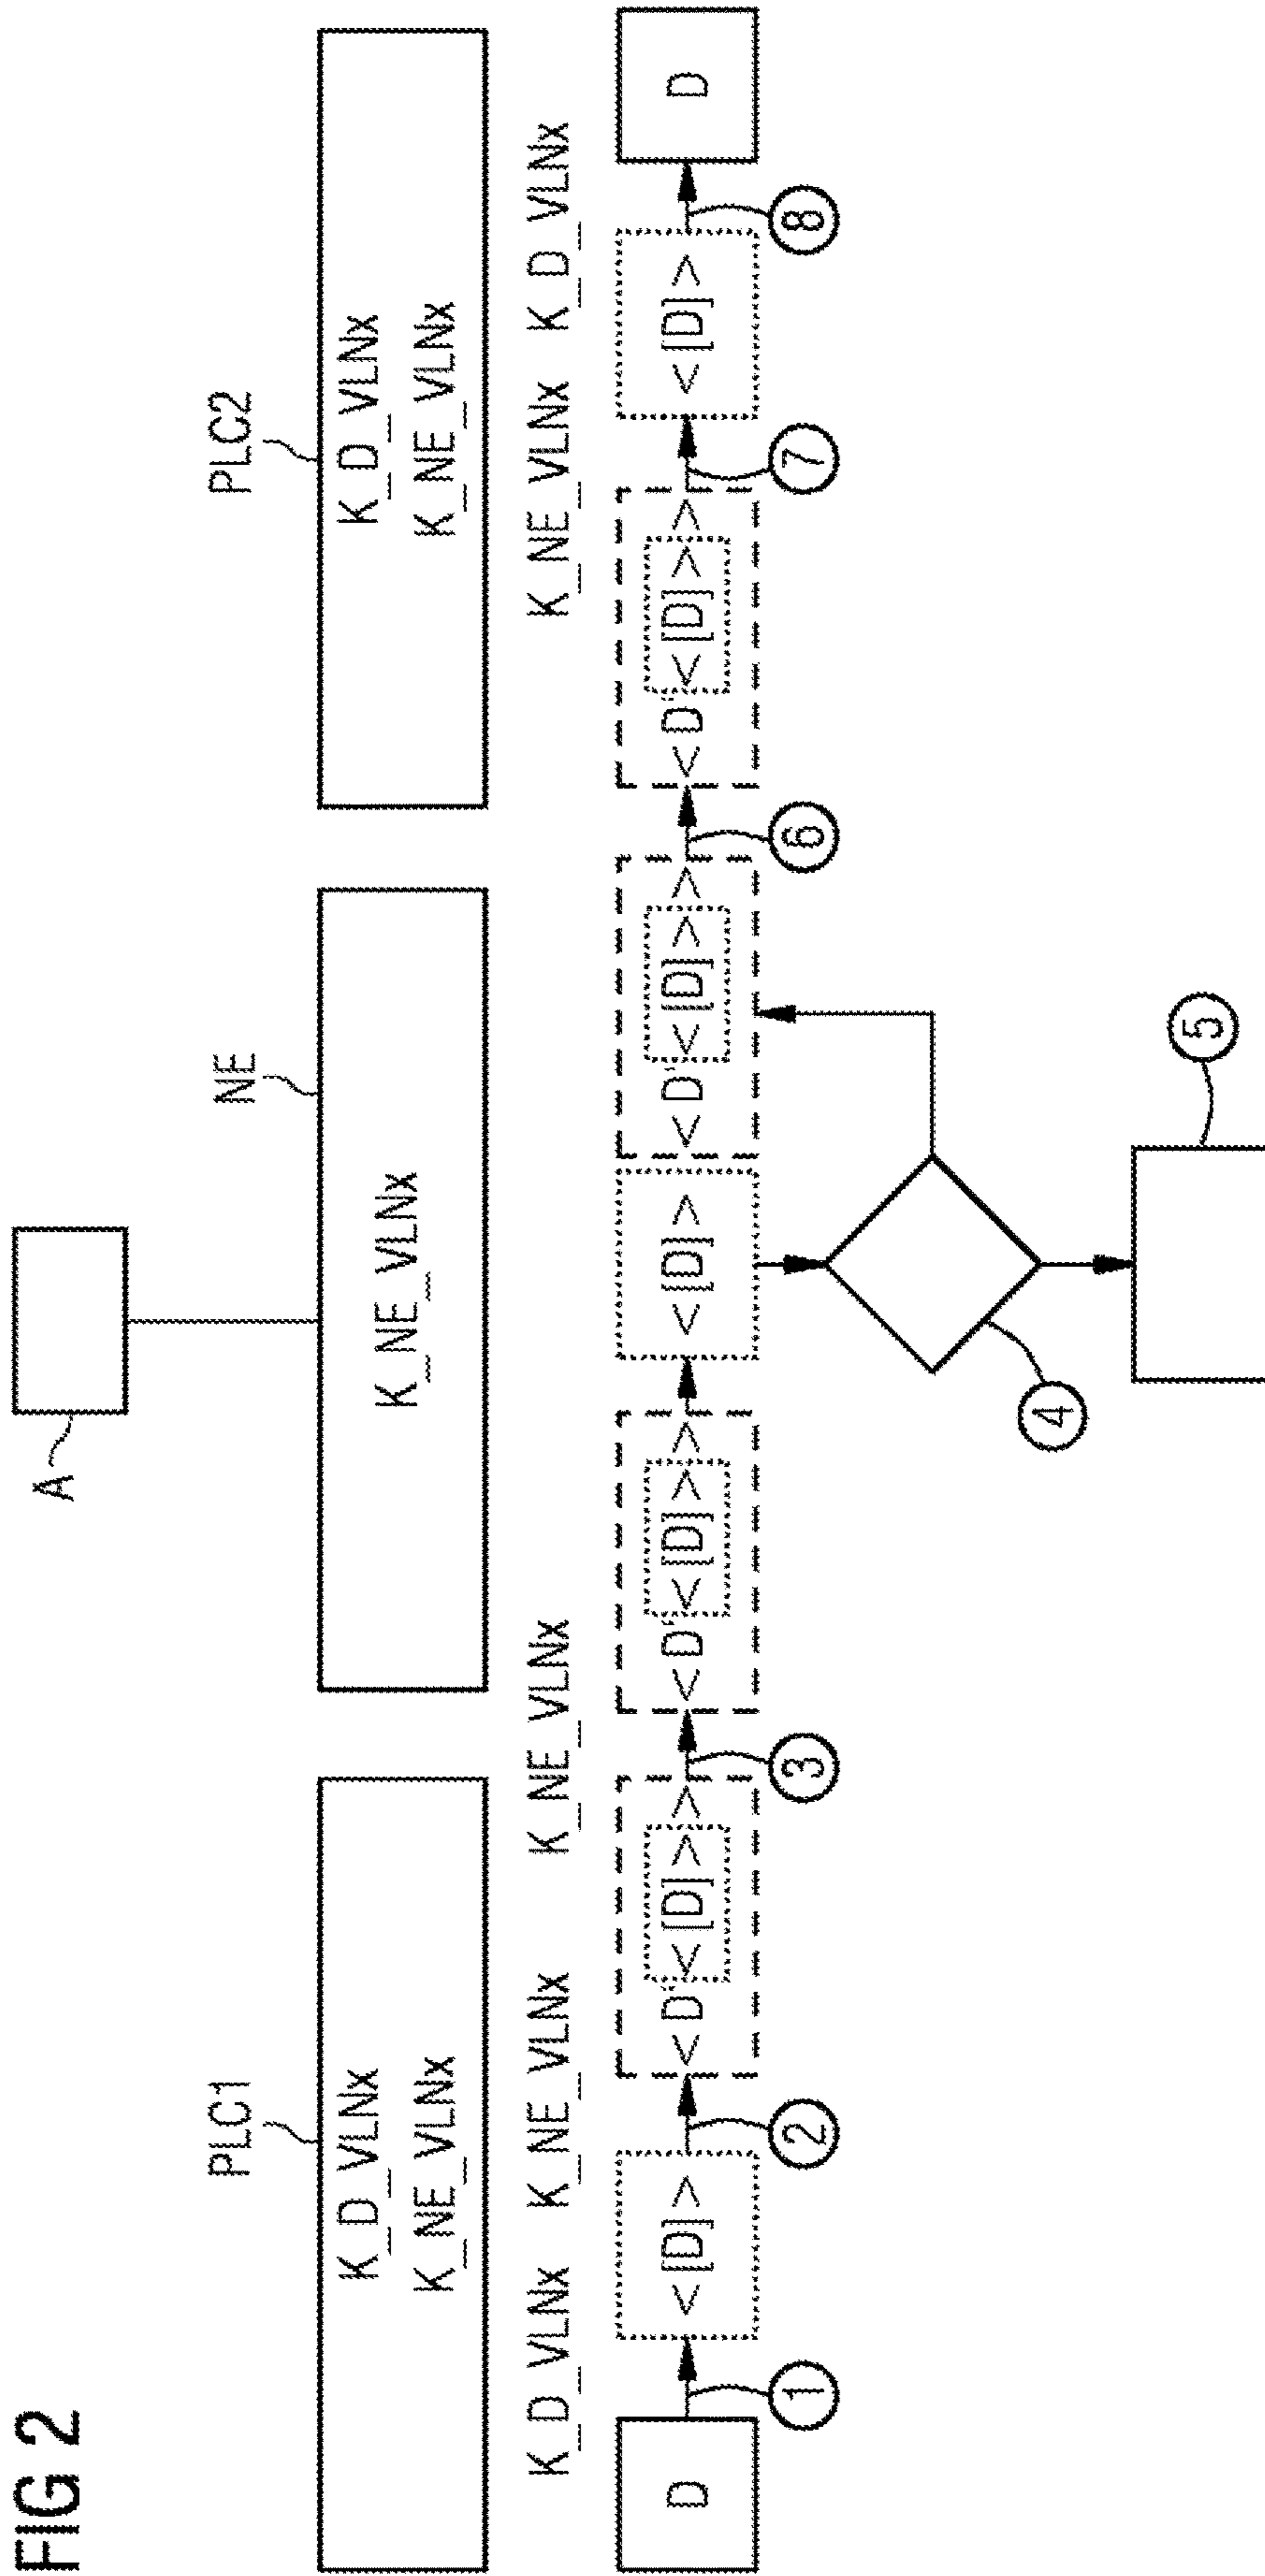 FIG 2
A
PLC1
NE
PLC2
K_D_VLNx
K_NE_VLNx
K_NE_VLNx
K_D_VLNx
K_NE_VLNx
K_D_VLNx K_NE_VLNx K_NE_VLNx K_NE_VLNx K_D_VLNx
D <[D]> <D'<[D]>> <D'<[D]>> <[D]> <D'<[D]>> <D'<[D]>> <[D]> D
1 2 3 6 7 8
4
5